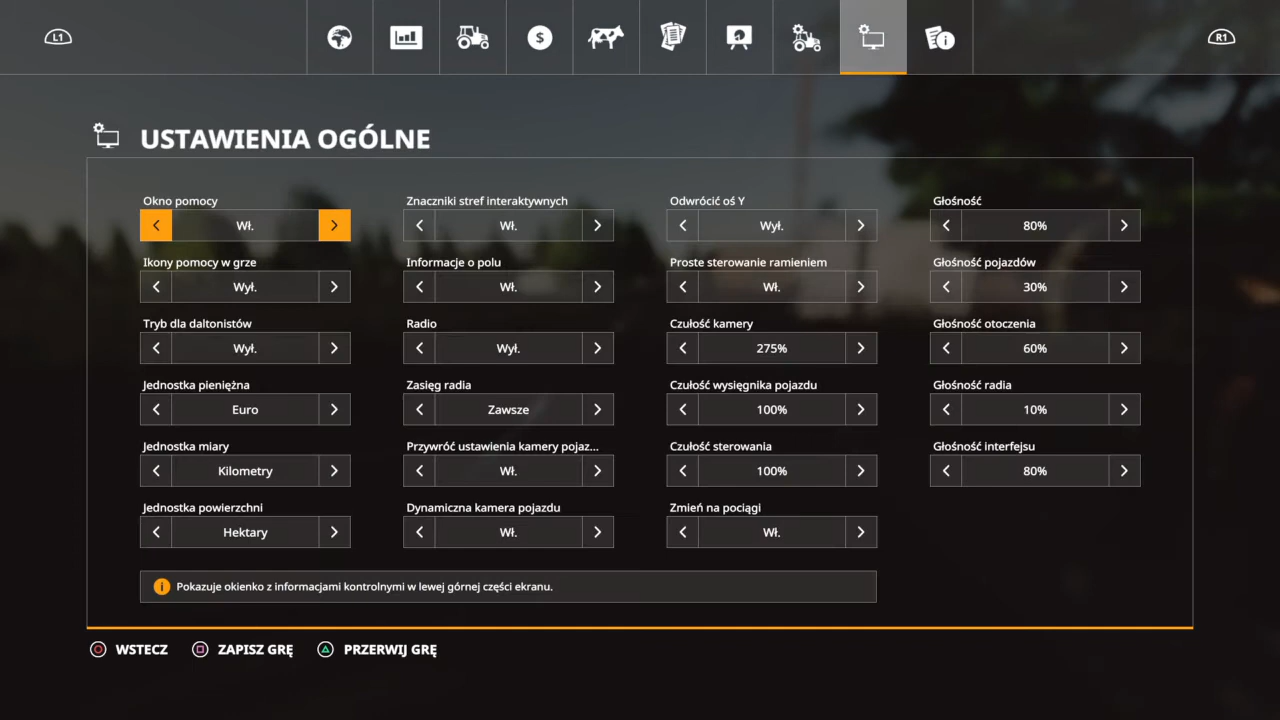 L1
R1
USTAWIENIA OGÓLNE
Okno pomocy
Wł.
Ikony pomocy w grze
Wył.
Tryb dla daltonistów
Wył.
Jednostka pieniężna
Euro
Jednostka miary
Kilometry
Jednostka powierzchni
Hektary
Znaczniki stref interaktywnych
Wł.
Informacje o polu
Wł.
Radio
Wył.
Zasięg radia
Zawsze
Przywróć ustawienia kamery pojaz...
Wł.
Dynamiczna kamera pojazdu
Wł.
Odwrócić oś Y
Wył.
Proste sterowanie ramieniem
Wł.
Czułość kamery
275%
Czułość wysięgnika pojazdu
100%
Czułość sterowania
100%
Zmień na pociągi
Wł.
Głośność
80%
Głośność pojazdów
30%
Głośność otoczenia
60%
Głośność radia
10%
Głośność interfejsu
80%
Pokazuje okienko z informacjami kontrolnymi w lewej górnej części ekranu.
WSTECZ
ZAPISZ GRĘ
PRZERWIJ GRĘ